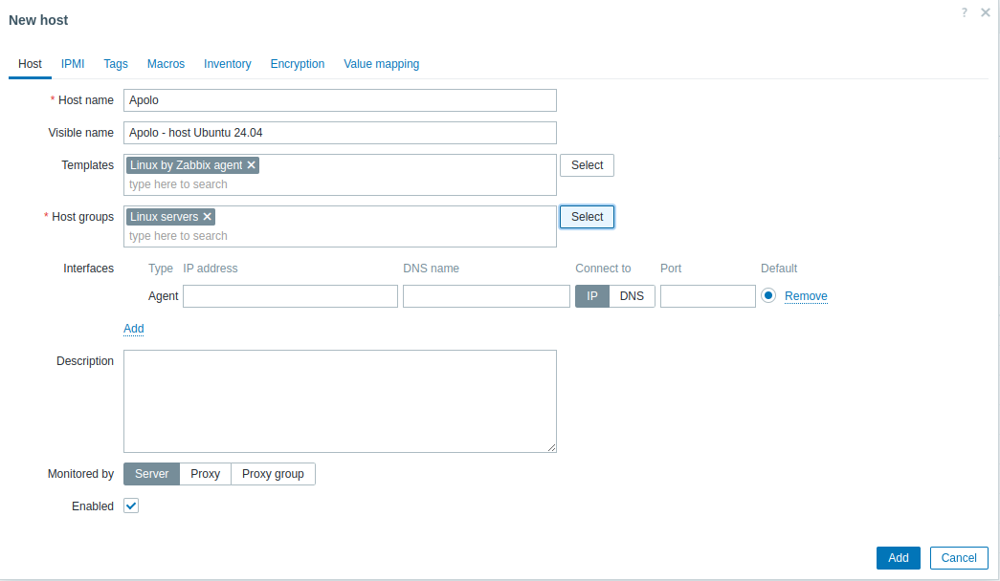 New host
? ×
Host IPMI Tags Macros Inventory Encryption Value mapping
* Host name Apolo
Visible name Apolo - host Ubuntu 24.04
Templates Linux by Zabbix agent × Select
type here to search
* Host groups Linux servers × Select
type here to search
Interfaces Type IP address DNS name Connect to Port Default
Agent IP DNS Remove
Add
Description
Monitored by Server Proxy Proxy group
Enabled
Add Cancel